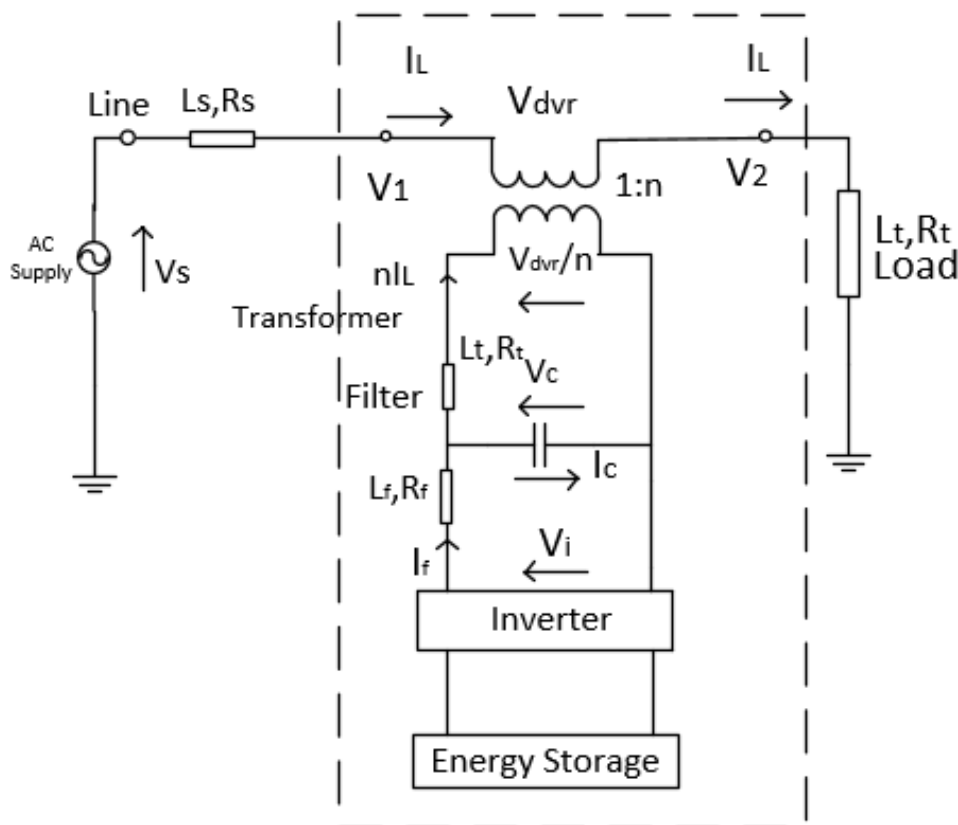 IL
IL
Line
Ls,Rs
Vdvr
V1
1:n
V2
AC
Supply
Vs
Lt,Rt
Load
nIL
Vdvr/n
Transformer
Lt,Rt
Vc
Filter
Lf,Rf
Ic
If
Vi
Inverter
Energy Storage